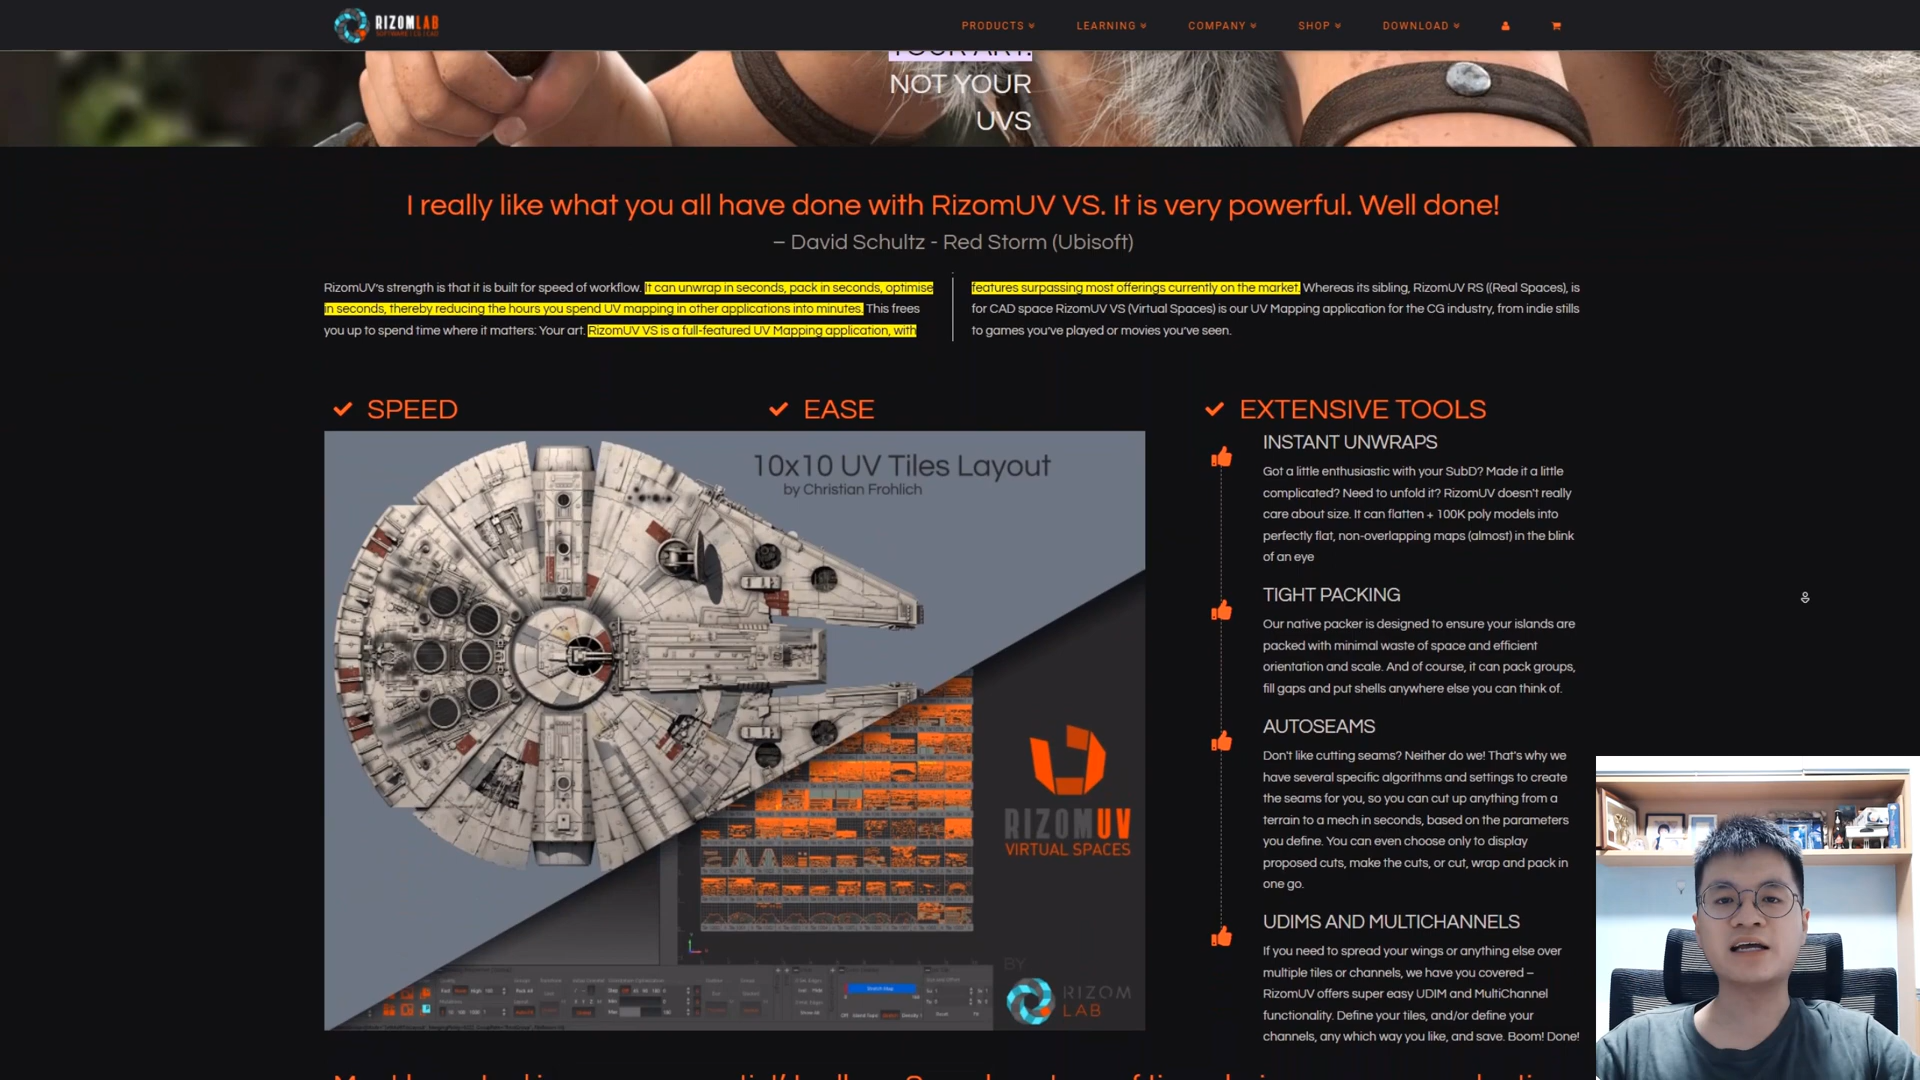 RIZOMLAB
PRODUCTS
LEARNING
COMPANY
SHOP
DOWNLOAD
YOUR ART.
NOT YOUR
UVS
I really like what you all have done with RizomUV VS. It is very powerful. Well done!
– David Schultz - Red Storm (Ubisoft)
RizomUV's strength is that it is built for speed of workflow. It can unwrap in seconds, pack in seconds, optimise
in seconds, thereby reducing the hours you spend UV mapping in other applications into minutes. This frees
you up to spend time where it matters: Your art. RizomUV VS is a full-featured UV Mapping application, with
features surpassing most offerings currently on the market. Whereas its sibling, RizomUV RS ((Real Spaces), is
for CAD space RizomUV VS (Virtual Spaces) is our UV Mapping application for the CG industry, from indie stills
to games you've played or movies you've seen.
SPEED
EASE
EXTENSIVE TOOLS
10x10 UV Tiles Layout
by Christian Frohlich
RIZOMUV
VIRTUAL SPACES
BY
RIZOM
LAB
INSTANT UNWRAPS
Got a little enthusiastic with your SubD? Made it a little
complicated? Need to unfold it? RizomUV doesn't really
care about size. It can flatten + 100K poly models into
perfectly flat, non-overlapping maps (almost) in the blink
of an eye
TIGHT PACKING
Our native packer is designed to ensure your islands are
packed with minimal waste of space and efficient
orientation and scale. And of course, it can pack groups,
fill gaps and put shells anywhere else you can think of.
AUTOSEAMS
Don't like cutting seams? Neither do we! That's why we
have several specific algorithms and settings to create
the seams for you, so you can cut up anything from a
terrain to a mech in seconds, based on the parameters
you define. You can even choose only to display
proposed cuts, make the cuts, or cut, wrap and pack in
one go.
UDIMS AND MULTICHANNELS
If you need to spread your wings or anything else over
multiple tiles or channels, we have you covered –
RizomUV offers super easy UDIM and MultiChannel
functionality. Define your tiles, and/or define your
channels, any which way you like, and save. Boom! Done!